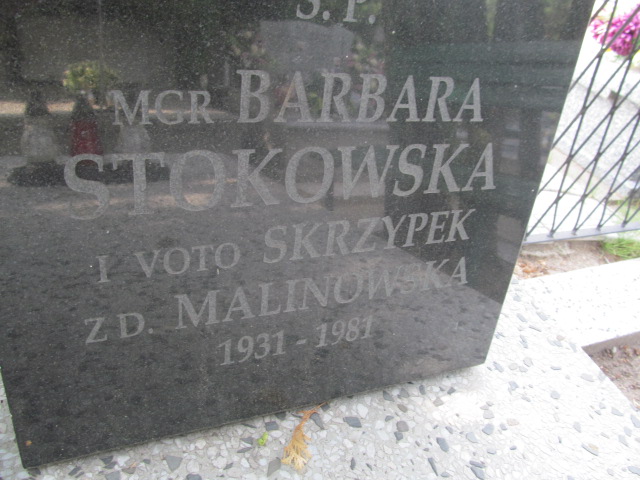 Ś.P.
MGR BARBARA
STOKOWSKA
I VOTO SKRZYPEK
Z D. MALINOWSKA
1931 - 1981